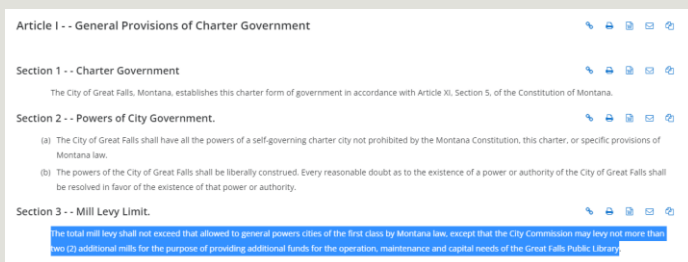 Article I - - General Provisions of Charter Government
Section 1 - - Charter Government
The City of Great Falls, Montana, establishes this charter form of government in accordance with Article XI, Section 5, of the Constitution of Montana.
Section 2 - - Powers of City Government.
(a) The City of Great Falls shall have all the powers of a self-governing charter city not prohibited by the Montana Constitution, this charter, or specific provisions of
Montana law.
(b) The powers of the City of Great Falls shall be liberally construed. Every reasonable doubt as to the existence of a power or authority of the City of Great Falls shall
be resolved in favor of the existence of that power or authority.
Section 3 - - Mill Levy Limit.
The total mill levy shall not exceed that allowed to general powers cities of the first class by Montana law, except that the City Commission may levy not more than
two (2) additional mills for the purpose of providing additional funds for the operation, maintenance and capital needs of the Great Falls Public Library